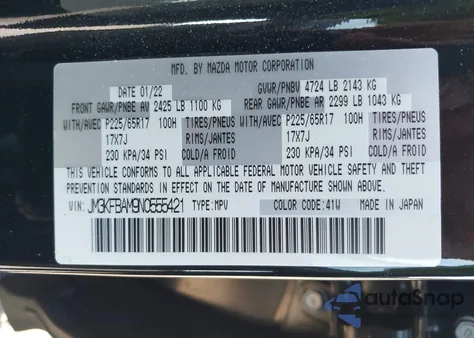 MFD. BY MAZDA MOTOR CORPORATION
DATE 01/22 GVWR/PNBV 4724 LB 2143 KG
FRONT GAWR/PNBE AV 2425 LB 1100 KG REAR GAWR/PNBE AR 2299 LB 1043 KG
WITH/AVEC P225/65R17 100H TIRES/PNEUS WITH/AVEC P225/65R17 100H TIRES/PNEUS
17X7J RIMS/JANTES 17X7J RIMS/JANTES
230 KPA/34 PSI COLD/A FROID 230 KPA/34 PSI COLD/A FROID
THIS VEHICLE CONFORMS TO ALL APPLICABLE FEDERAL MOTOR VEHICLE SAFETY AND
THEFT PREVENTION STANDARDS IN EFFECT ON THE DATE OF MANUFACTURE SHOWN ABOVE.
VIN: JM3KFBAM9N0555421 TYPE: MPV COLOR CODE: 41W MADE IN JAPAN
autoSnap